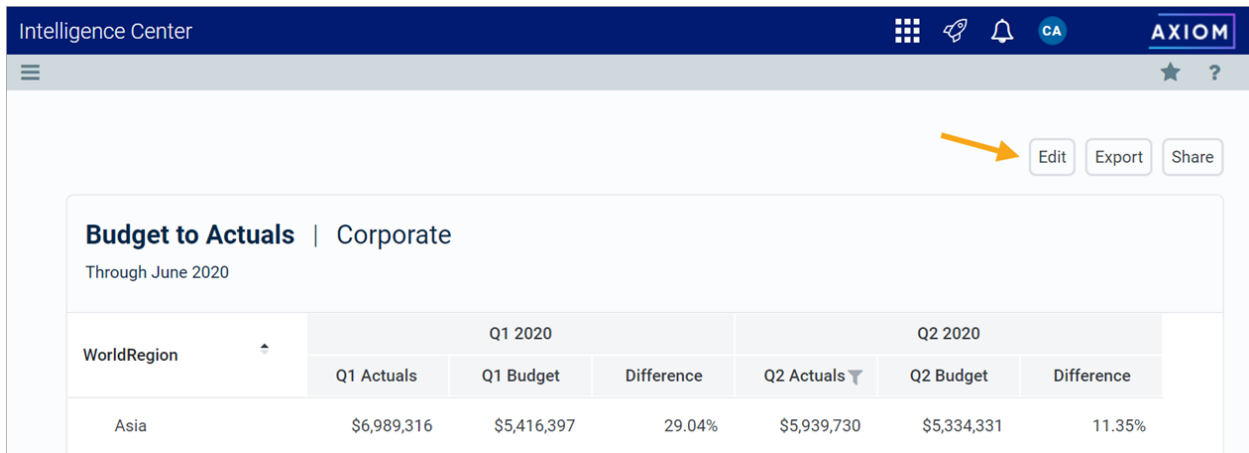 Intelligence Center CA AXIOM
?
Edit Export Share
Budget to Actuals | Corporate
Through June 2020
WorldRegion
Q1 2020 Q2 2020
Q1 Actuals Q1 Budget Difference Q2 Actuals Q2 Budget Difference
Asia $6,989,316 $5,416,397 29.04% $5,939,730 $5,334,331 11.35%